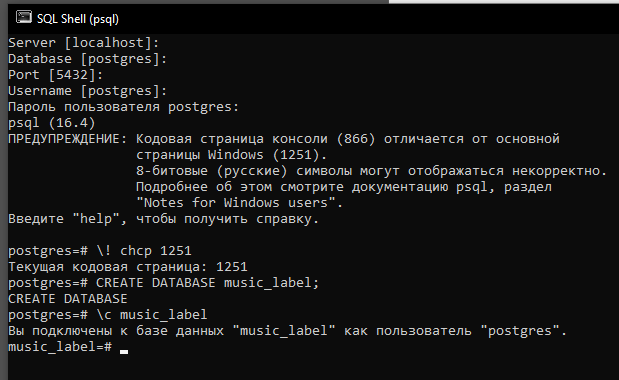 SQL Shell (psql)
Server [localhost]:
Database [postgres]:
Port [5432]:
Username [postgres]:
Пароль пользователя postgres:
psql (16.4)
ПРЕДУПРЕЖДЕНИЕ: Кодовая страница консоли (866) отличается от основной
страницы Windows (1251).
8-битовые (русские) символы могут отображаться некорректно.
Подробнее об этом смотрите документацию psql, раздел
"Notes for Windows users".
Введите "help", чтобы получить справку.
postgres=# \! chcp 1251
Текущая кодовая страница: 1251
postgres=# CREATE DATABASE music_label;
CREATE DATABASE
postgres=# \c music_label
Вы подключены к базе данных "music_label" как пользователь "postgres".
music_label=#